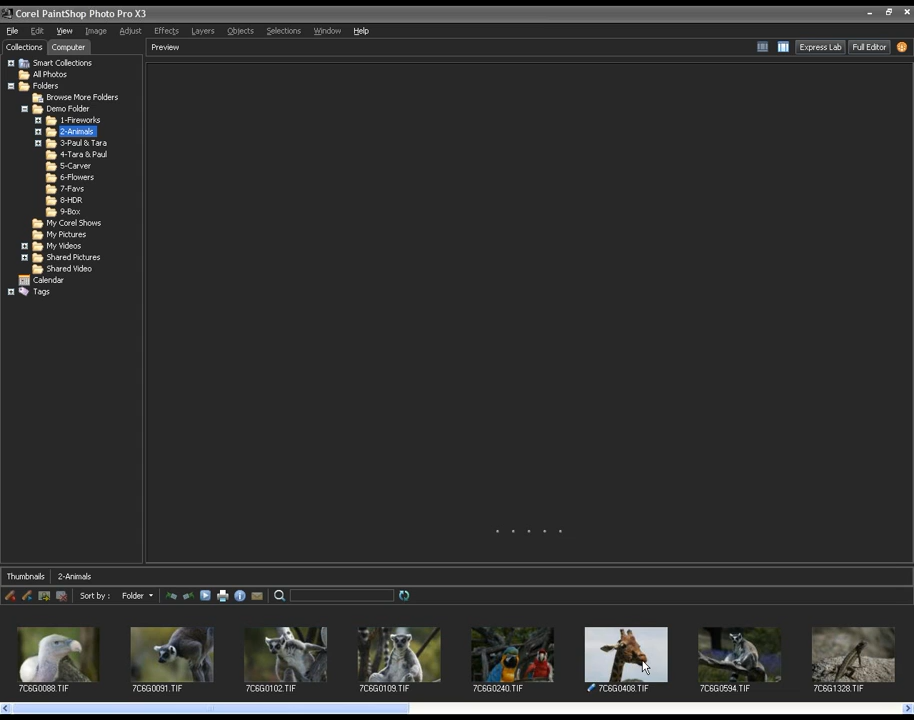 Corel PaintShop Photo Pro X3
File Edit View Image Adjust Effects Layers Objects Selections Window Help
Collections Computer Preview Express Lab Full Editor
Smart Collections
All Photos
Folders
Browse More Folders
Demo Folder
1-Fireworks
2-Animals
3-Paul & Tara
4-Tara & Paul
5-Carver
6-Flowers
7-Favs
8-HDR
9-Box
My Corel Shows
My Pictures
My Videos
Shared Pictures
Shared Video
Calendar
Tags
Thumbnails 2-Animals
Sort by : Folder
7C6G0088.TIF 7C6G0091.TIF 7C6G0102.TIF 7C6G0109.TIF 7C6G0240.TIF 7C6G0408.TIF 7C6G0594.TIF 7C6G1328.TIF